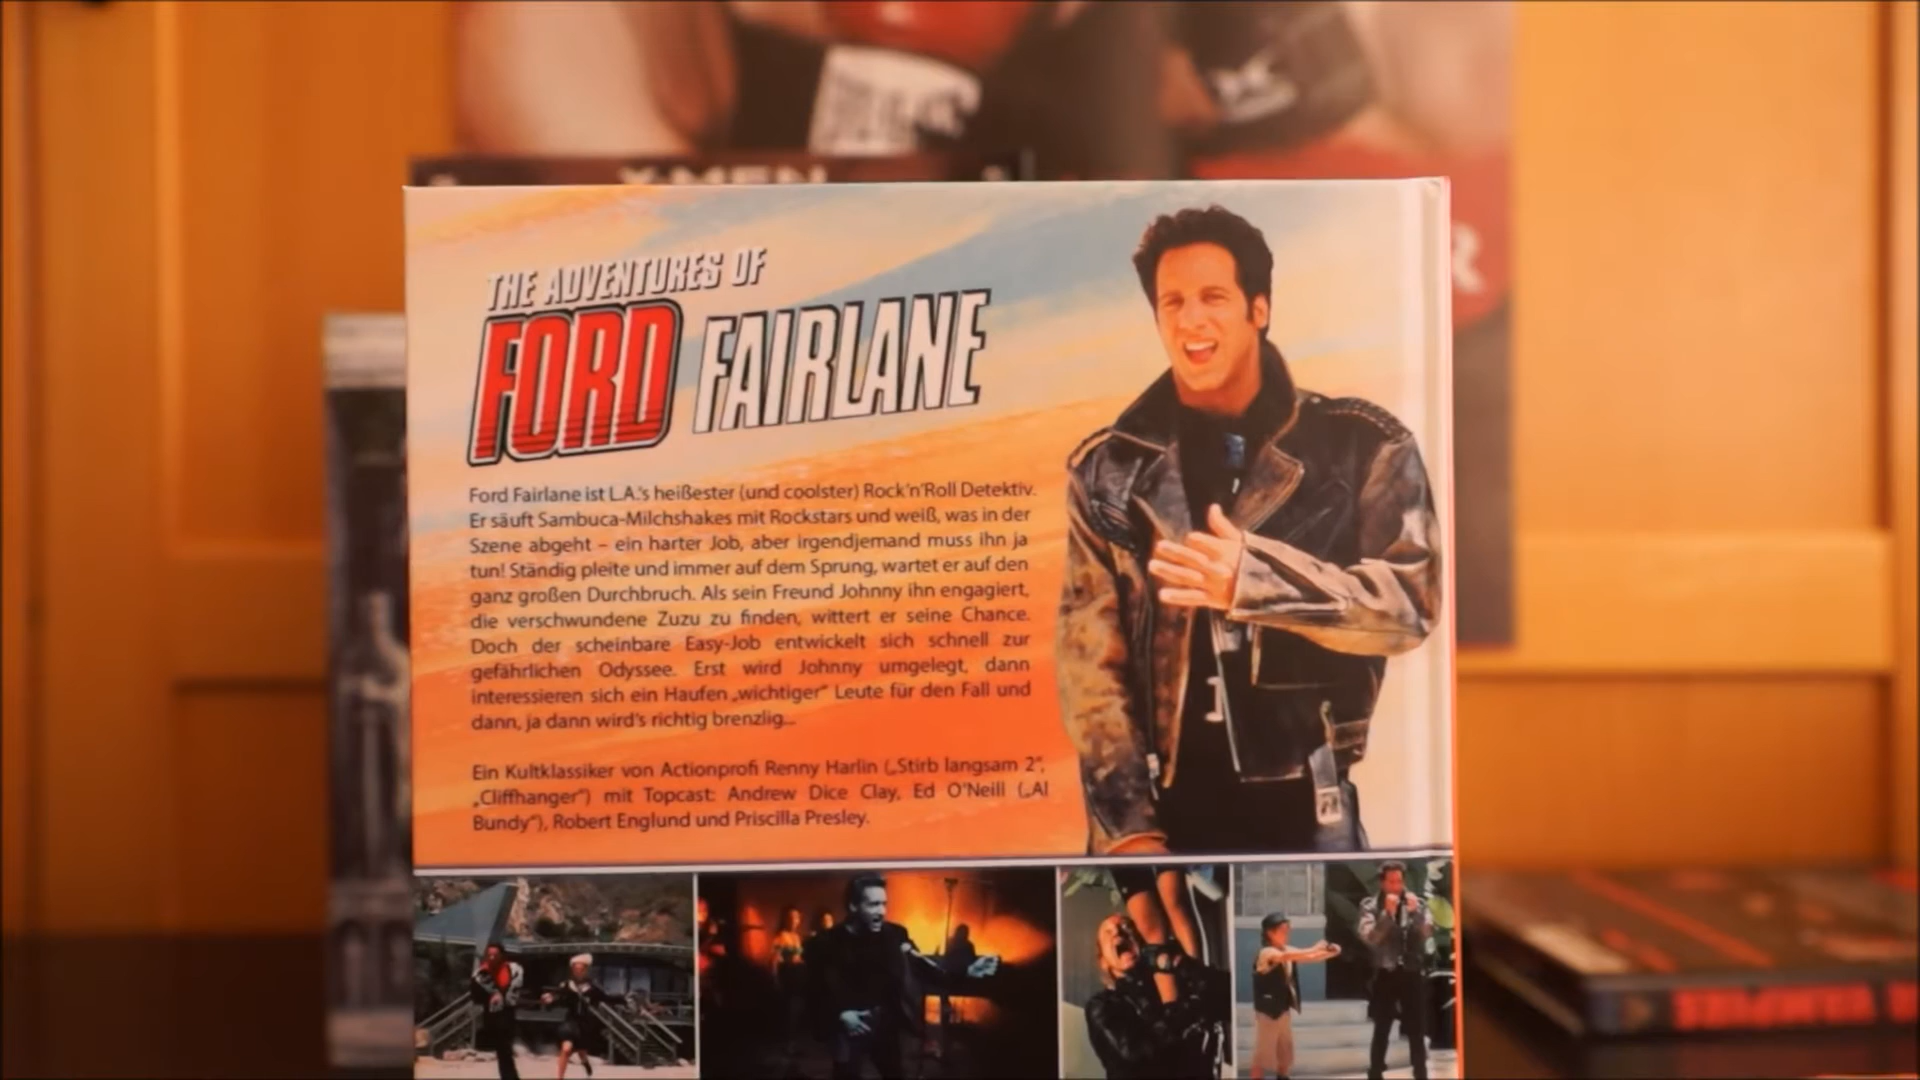 X-MEN
THE ADVENTURES OF
FORD FAIRLANE
Ford Fairlane ist L.A.'s heißester (und coolster) Rock'n'Roll Detektiv.
Er säuft Sambuca-Milchshakes mit Rockstars und weiß, was in der
Szene abgeht – ein harter Job, aber irgendjemand muss ihn ja
tun! Ständig pleite und immer auf dem Sprung, wartet er auf den
ganz großen Durchbruch. Als sein Freund Johnny ihn engagiert,
die verschwundene Zuzu zu finden, wittert er seine Chance.
Doch der scheinbare Easy-Job entwickelt sich schnell zur
gefährlichen Odyssee. Erst wird Johnny umgelegt, dann
interessieren sich ein Haufen „wichtiger“ Leute für den Fall und
dann, ja dann wird's richtig brenzlig...
Ein Kultklassiker von Actionprofi Renny Harlin („Stirb langsam 2“,
„Cliffhanger“) mit Topcast: Andrew Dice Clay, Ed O'Neill („Al
Bundy“), Robert Englund und Priscilla Presley.